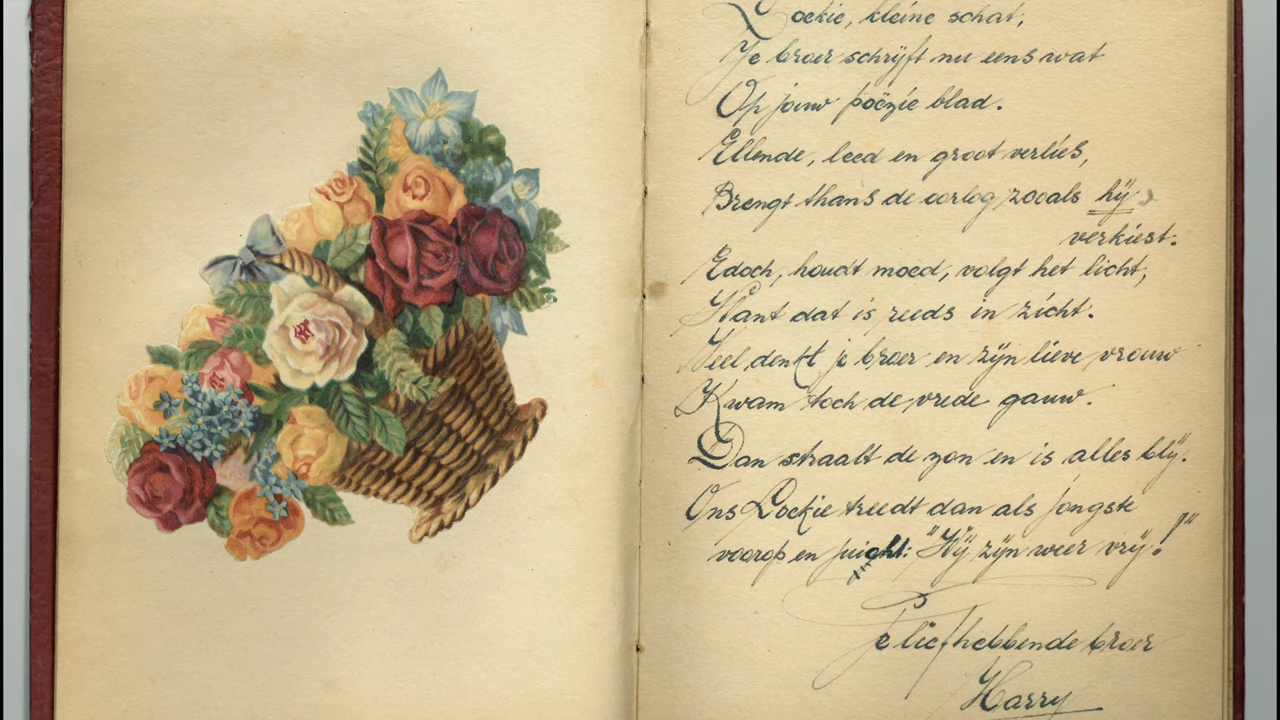 Loekie, kleine schat,
Je broer schrijft nu eens wat
Op jouw poëzie blad.
Ellende, leed en groot verlies,
Brengt thans de oorlog zooals hij
verkiest.
Edoch, houdt moed, volgt het licht,
Want dat is reeds in zicht.
Veel denkt je broer en zijn lieve vrouw
Kwam toch de vrede gauw.
Dan straalt de zon en is alles blij.
Ons Loekie treedt dan als jongste
voorop en juicht: "Wij zijn weer vrij!"
Je liefhebbende broer
Harry